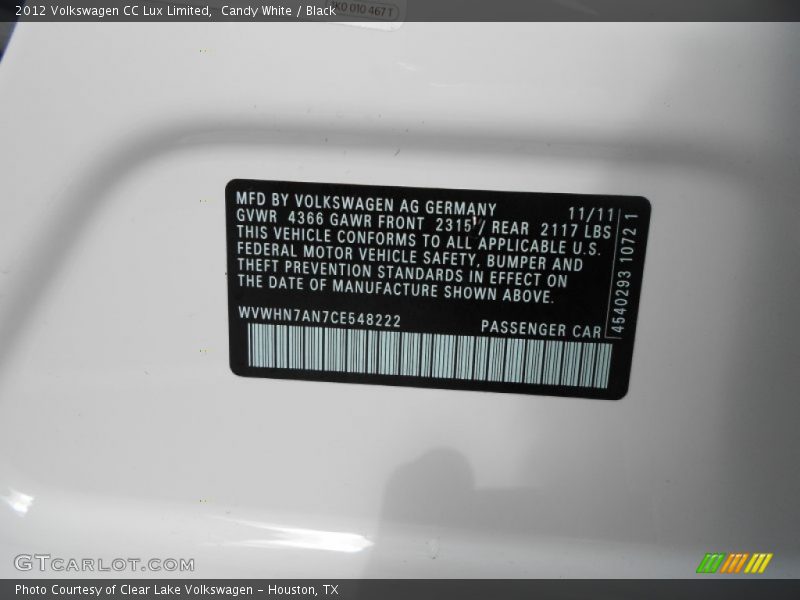 2012 Volkswagen CC Lux Limited,  Candy White / Black
3K0 010 467 T
MFD BY VOLKSWAGEN AG GERMANY 11/11
GVWR 4366 GAWR FRONT 2315 / REAR 2117 LBS
THIS VEHICLE CONFORMS TO ALL APPLICABLE U.S.
FEDERAL MOTOR VEHICLE SAFETY, BUMPER AND
THEFT PREVENTION STANDARDS IN EFFECT ON
THE DATE OF MANUFACTURE SHOWN ABOVE.
WVWHN7AN7CE548222
PASSENGER CAR
4540293 1072 1
GTCARLOT.COM
Photo Courtesy of Clear Lake Volkswagen – Houston, TX